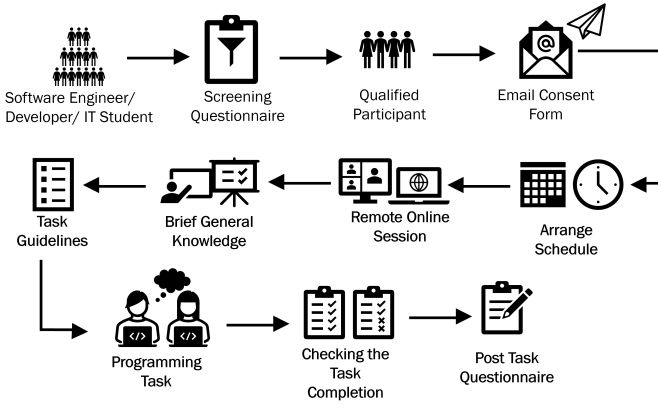 Software Engineer/
Developer/ IT Student
Screening
Questionnaire
Qualified
Participant
@
Email Consent
Form
Task
Guidelines
Brief General
Knowledge
Remote Online
Session
Arrange
Schedule
</>
</>
Programming
Task
Checking the
Task
Completion
Post Task
Questionnaire